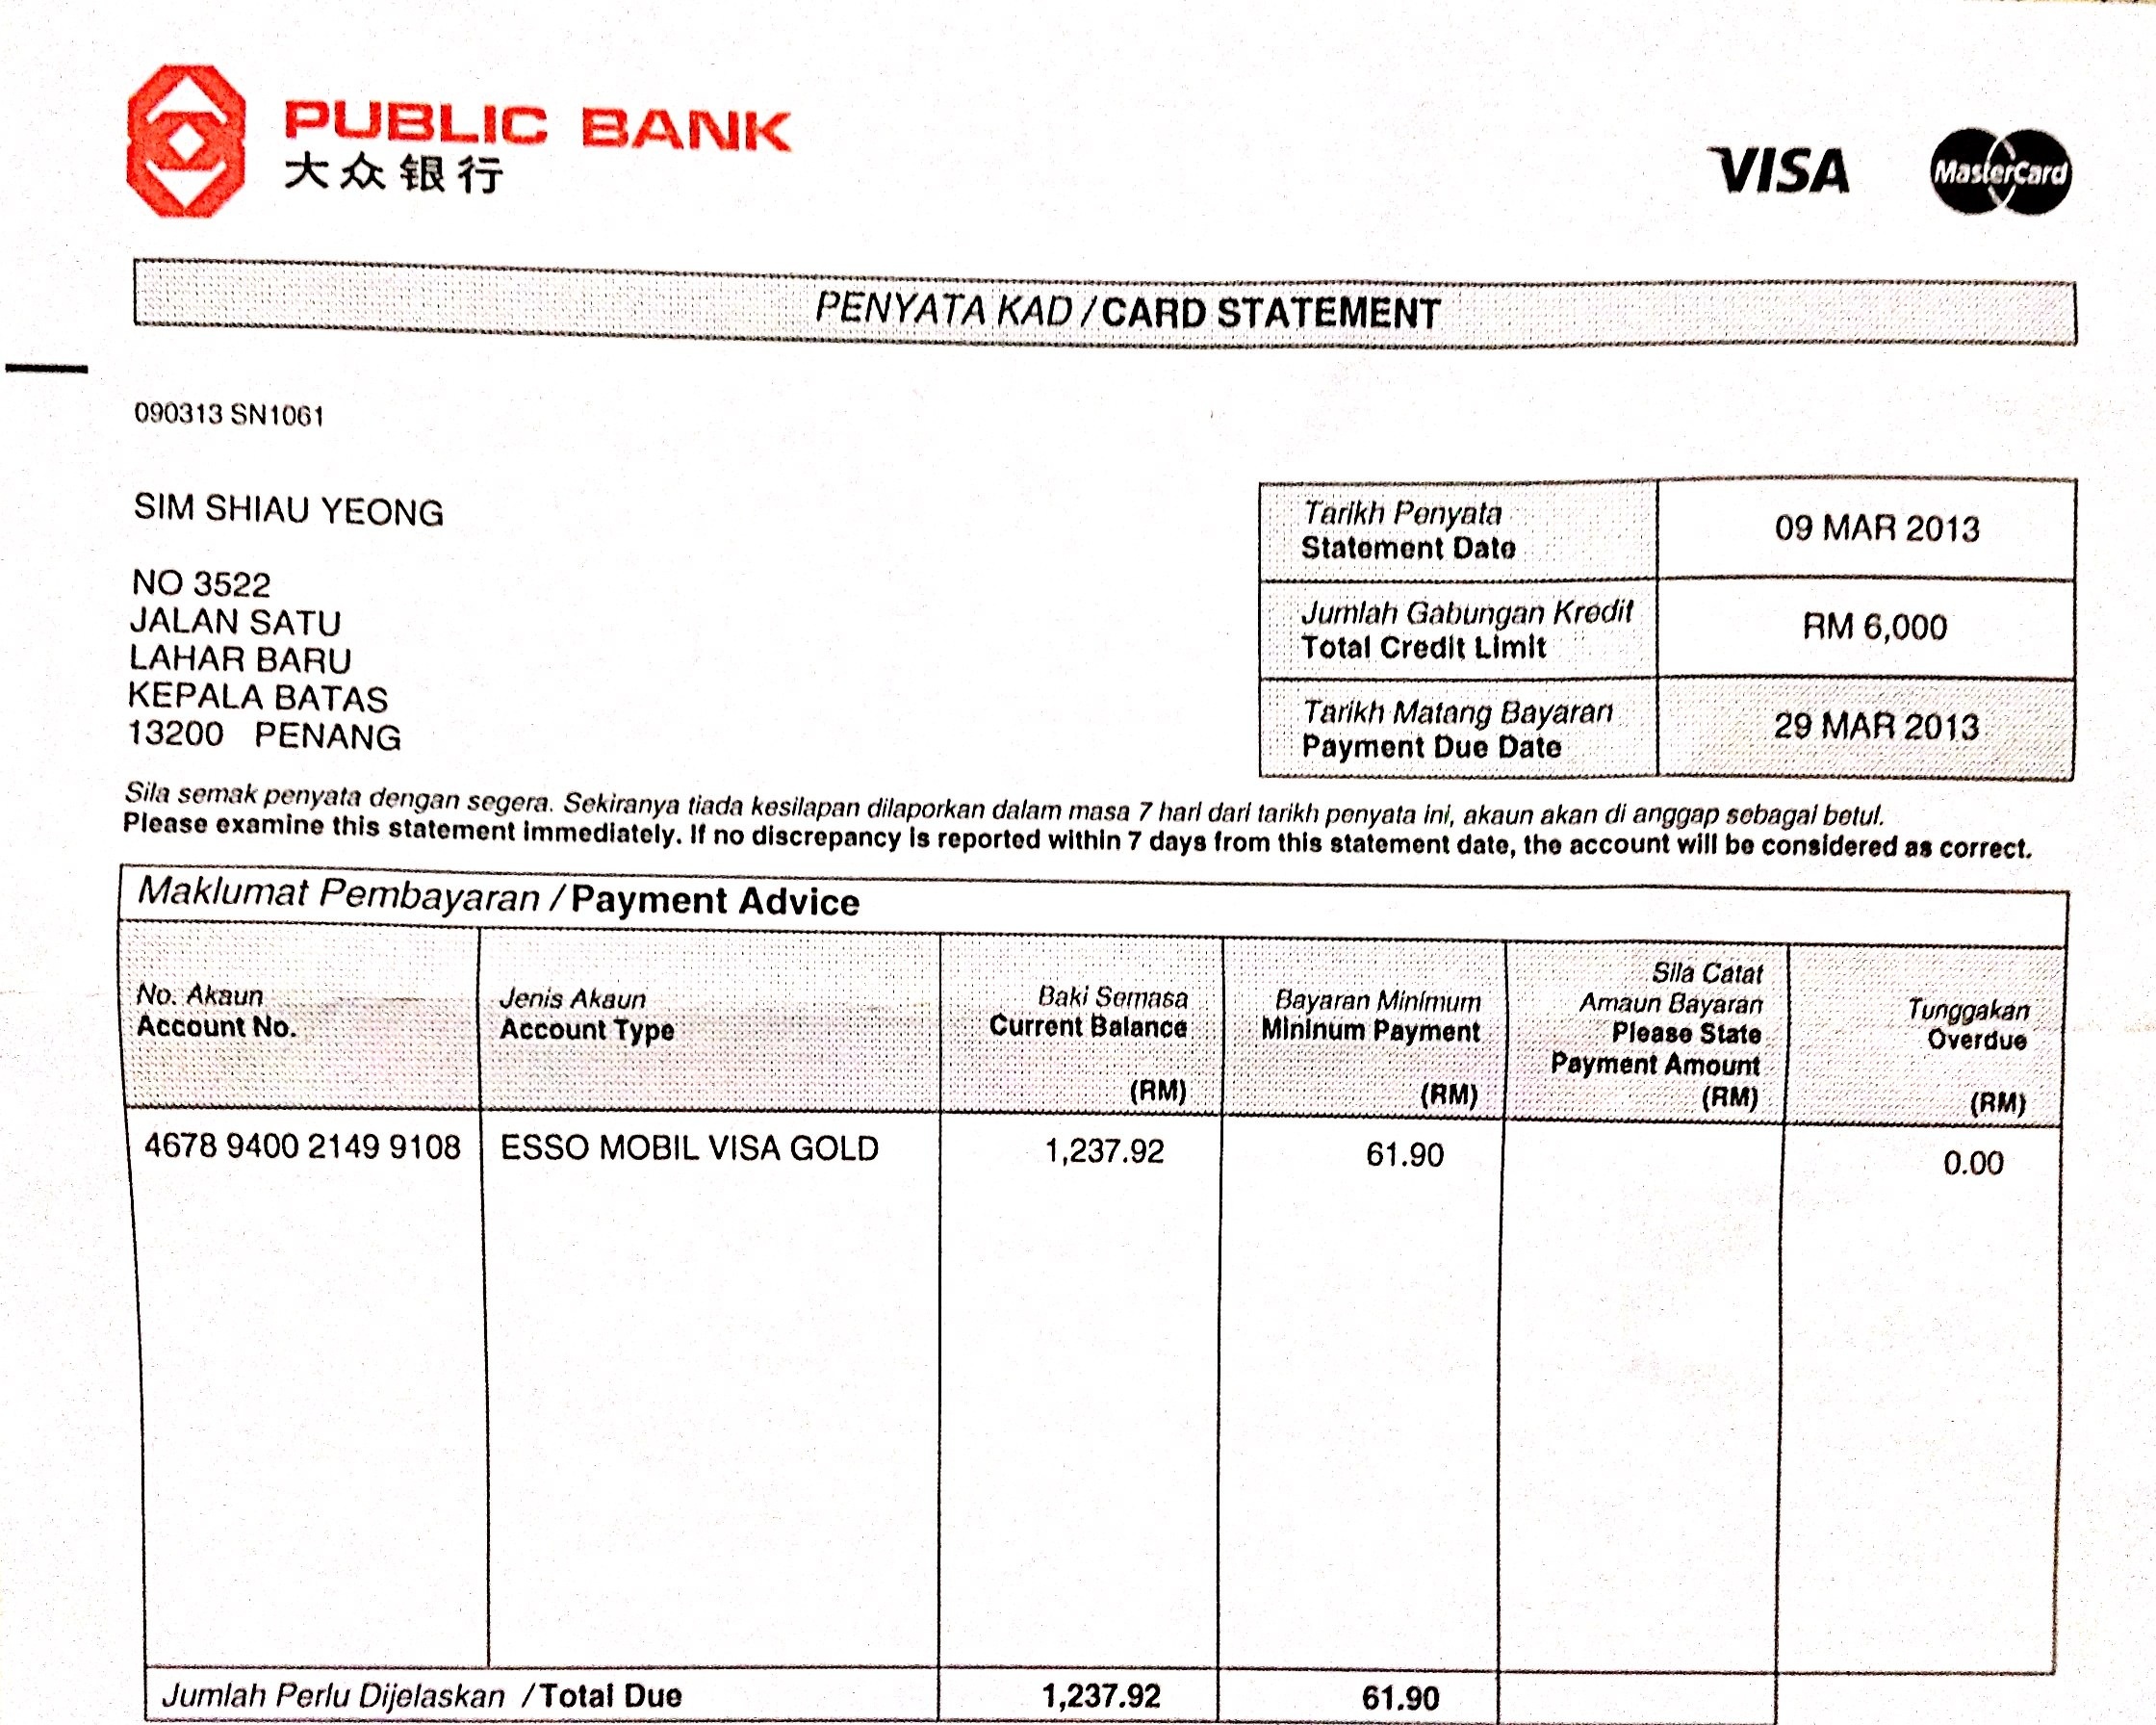 PUBLIC BANK
大众银行
VISA
MasterCard
PENYATA KAD / CARD STATEMENT
090313 SN1061
SIM SHIAU YEONG
NO 3522
JALAN SATU
LAHAR BARU
KEPALA BATAS
13200 PENANG
Tarikh Penyata
Statement Date
09 MAR 2013
Jumlah Gabungan Kredit
Total Credit Limit
RM 6,000
Tarikh Matang Bayaran
Payment Due Date
29 MAR 2013
Sila semak penyata dengan segera. Sekiranya tiada kesilapan dilaporkan dalam masa 7 hari dari tarikh penyata ini, akaun akan di anggap sebagai betul.
Please examine this statement immediately. If no discrepancy is reported within 7 days from this statement date, the account will be considered as correct.
Maklumat Pembayaran / Payment Advice
No. Akaun
Account No.
Jenis Akaun
Account Type
Baki Semasa
Current Balance
(RM)
Bayaran Minimum
Mininum Payment
(RM)
Sila Catat
Amaun Bayaran
Please State
Payment Amount
(RM)
Tunggakan
Overdue
(RM)
4678 9400 2149 9108 ESSO MOBIL VISA GOLD 1,237.92 61.90 0.00
Jumlah Perlu Dijelaskan / Total Due 1,237.92 61.90